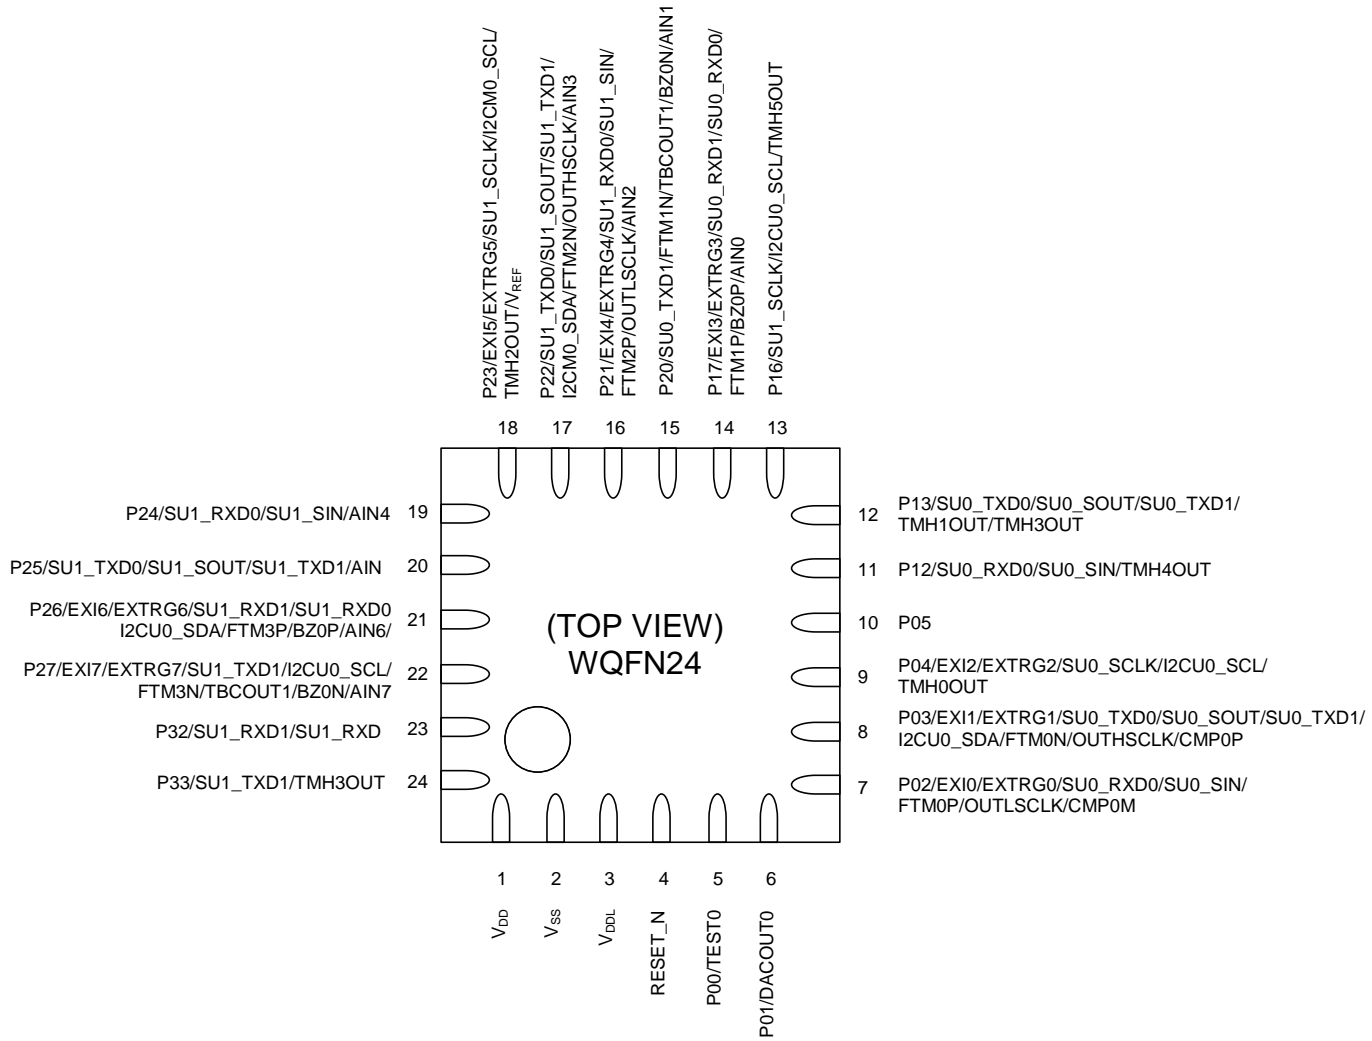 P23/EXI5/EXTRG5/SU1_SCLK/I2CM0_SCL/
TMH2OUT/VREF
P22/SU1_TXD0/SU1_SOUT/SU1_TXD1/
I2CM0_SDA/FTM2N/OUTHSCLK/AIN3
P21/EXI4/EXTRG4/SU1_RXD0/SU1_SIN/
FTM2P/OUTLSCLK/AIN2
P20/SU0_TXD1/FTM1N/TBCOUT1/BZ0N/AIN1
P17/EXI3/EXTRG3/SU0_RXD1/SU0_RXD0/
FTM1P/BZ0P/AIN0
P16/SU1_SCLK/I2CU0_SCL/TMH5OUT
18 17 16 15 14 13
P24/SU1_RXD0/SU1_SIN/AIN4 19
P25/SU1_TXD0/SU1_SOUT/SU1_TXD1/AIN 20
P26/EXI6/EXTRG6/SU1_RXD1/SU1_RXD0
I2CU0_SDA/FTM3P/BZ0P/AIN6/ 21
P27/EXI7/EXTRG7/SU1_TXD1/I2CU0_SCL/
FTM3N/TBCOUT1/BZ0N/AIN7 22
P32/SU1_RXD1/SU1_RXD 23
P33/SU1_TXD1/TMH3OUT 24
(TOP VIEW)
WQFN24
12 P13/SU0_TXD0/SU0_SOUT/SU0_TXD1/
TMH1OUT/TMH3OUT
11 P12/SU0_RXD0/SU0_SIN/TMH4OUT
10 P05
9 P04/EXI2/EXTRG2/SU0_SCLK/I2CU0_SCL/
TMH0OUT
8 P03/EXI1/EXTRG1/SU0_TXD0/SU0_SOUT/SU0_TXD1/
I2CU0_SDA/FTM0N/OUTHSCLK/CMP0P
7 P02/EXI0/EXTRG0/SU0_RXD0/SU0_SIN/
FTM0P/OUTLSCLK/CMP0M
1 2 3 4 5 6
VDD
VSS
VDDL
RESET_N
P00/TEST0
P01/DACOUT0